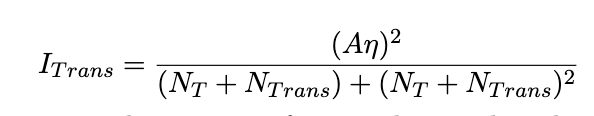 I_{Trans} = \frac{(A\eta)^2}{(N_T + N_{Trans}) + (N_T + N_{Trans})^2}